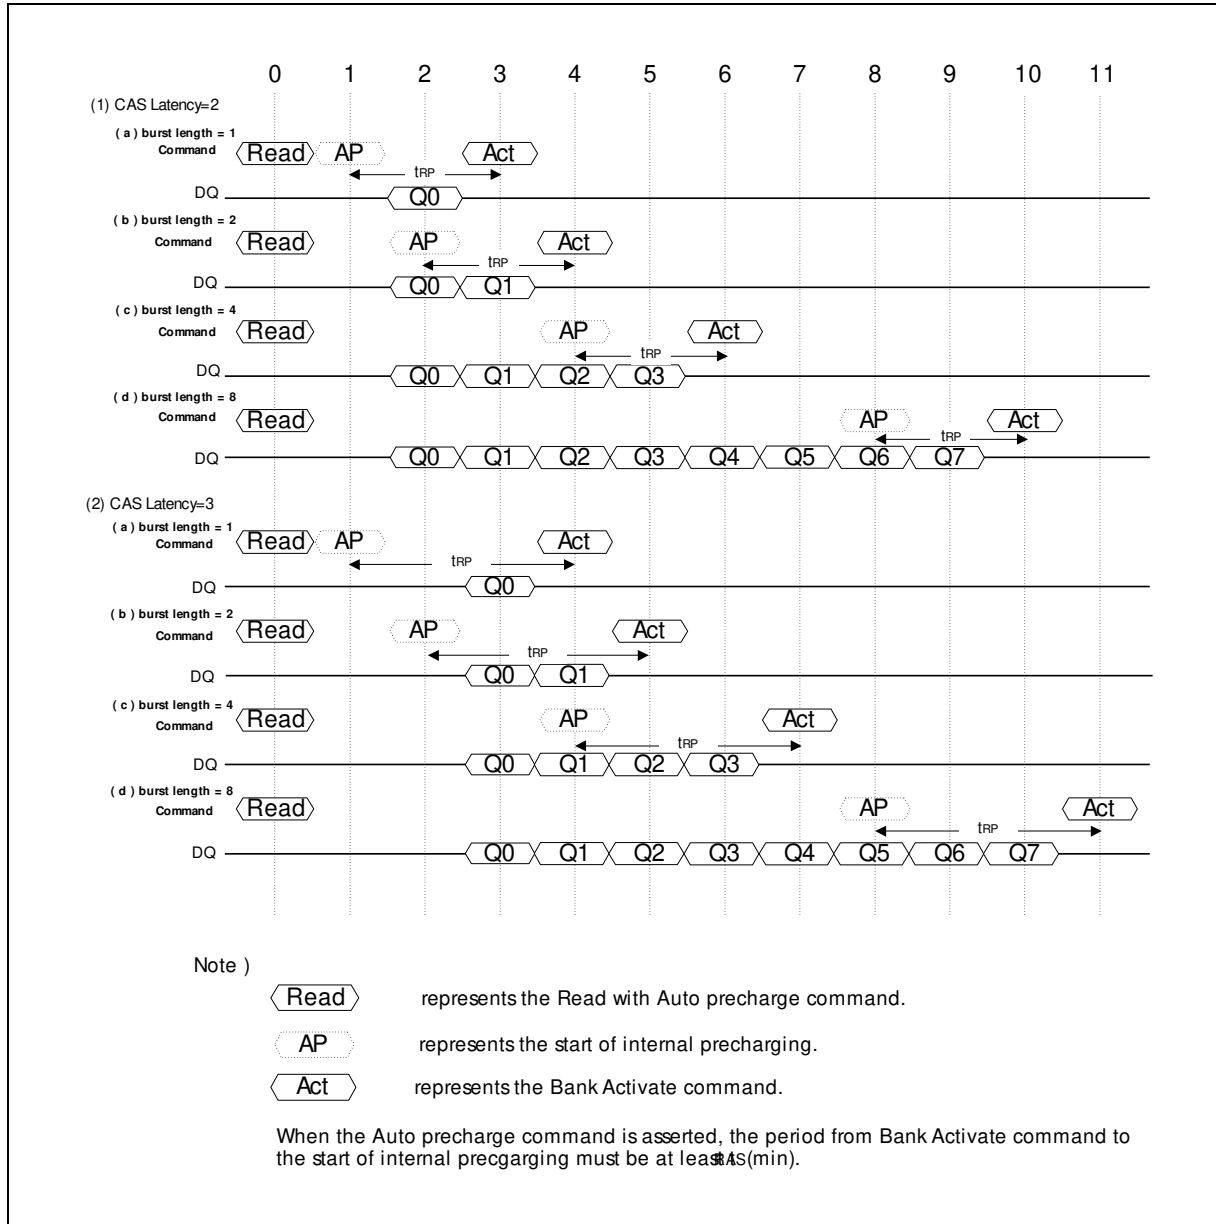 0 1 2 3 4 5 6 7 8 9 10 11
(1) CAS Latency=2
( a ) burst length = 1
Command Read AP Act
tRP
DQ Q0
( b ) burst length = 2
Command Read AP Act
tRP
DQ Q0 Q1
( c ) burst length = 4
Command Read AP Act
tRP
DQ Q0 Q1 Q2 Q3
( d ) burst length = 8
Command Read AP Act
tRP
DQ Q0 Q1 Q2 Q3 Q4 Q5 Q6 Q7
(2) CAS Latency=3
( a ) burst length = 1
Command Read AP Act
tRP
DQ Q0
( b ) burst length = 2
Command Read AP Act
tRP
DQ Q0 Q1
( c ) burst length = 4
Command Read AP Act
tRP
DQ Q0 Q1 Q2 Q3
( d ) burst length = 8
Command Read AP Act
tRP
DQ Q0 Q1 Q2 Q3 Q4 Q5 Q6 Q7
Note )
Read represents the Read with Auto precharge command.
AP represents the start of internal precharging.
Act represents the Bank Activate command.
When the Auto precharge command is asserted, the period from Bank Activate command to
the start of internal precgarging must be at least tRAS(min).